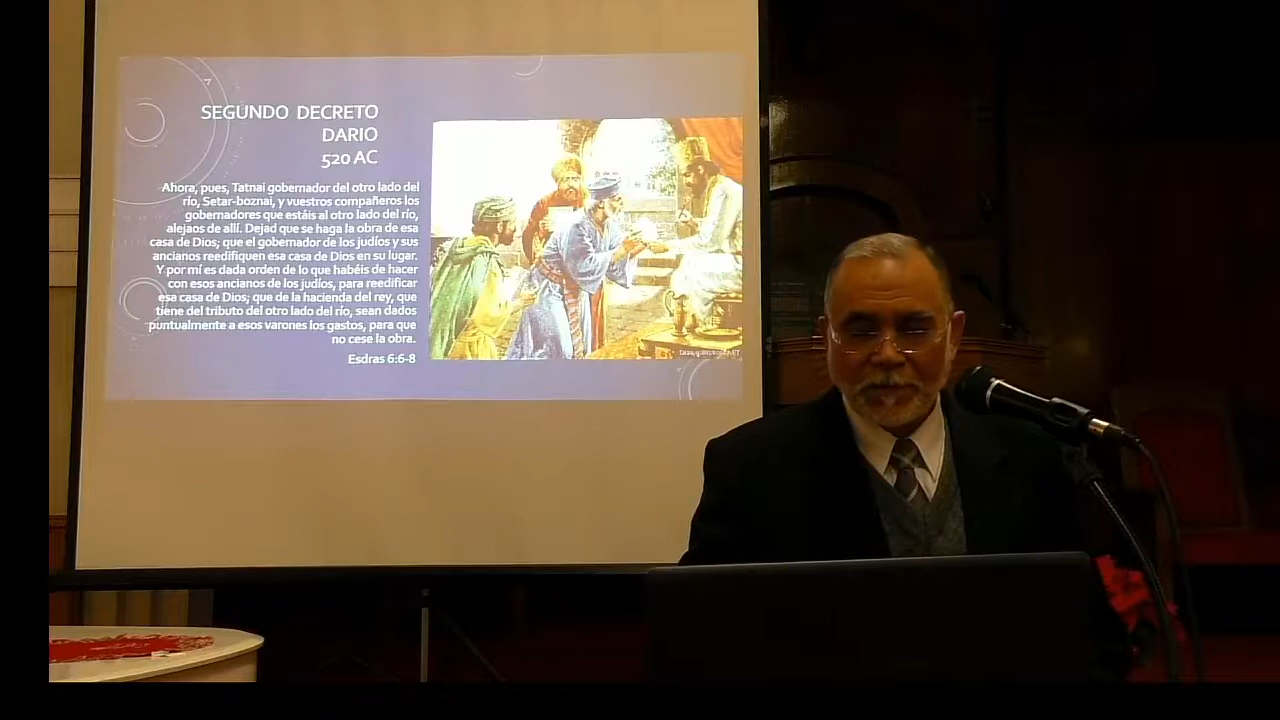 7
SEGUNDO DECRETO
DARIO
520 AC
Ahora, pues, Tatnai gobernador del otro lado del
río, Setar-boznai, y vuestros compañeros los
gobernadores que estáis al otro lado del río,
alejaos de allí. Dejad que se haga la obra de esa
casa de Dios; que el gobernador de los judíos y sus
ancianos reedifiquen esa casa de Dios en su lugar.
Y por mí es dada orden de lo que habéis de hacer
con esos ancianos de los judíos, para reedificar
esa casa de Dios; que de la hacienda del rey, que
tiene del tributo del otro lado del río, sean dados
puntualmente a esos varones los gastos, para que
no cese la obra.
Esdras 6:6-8